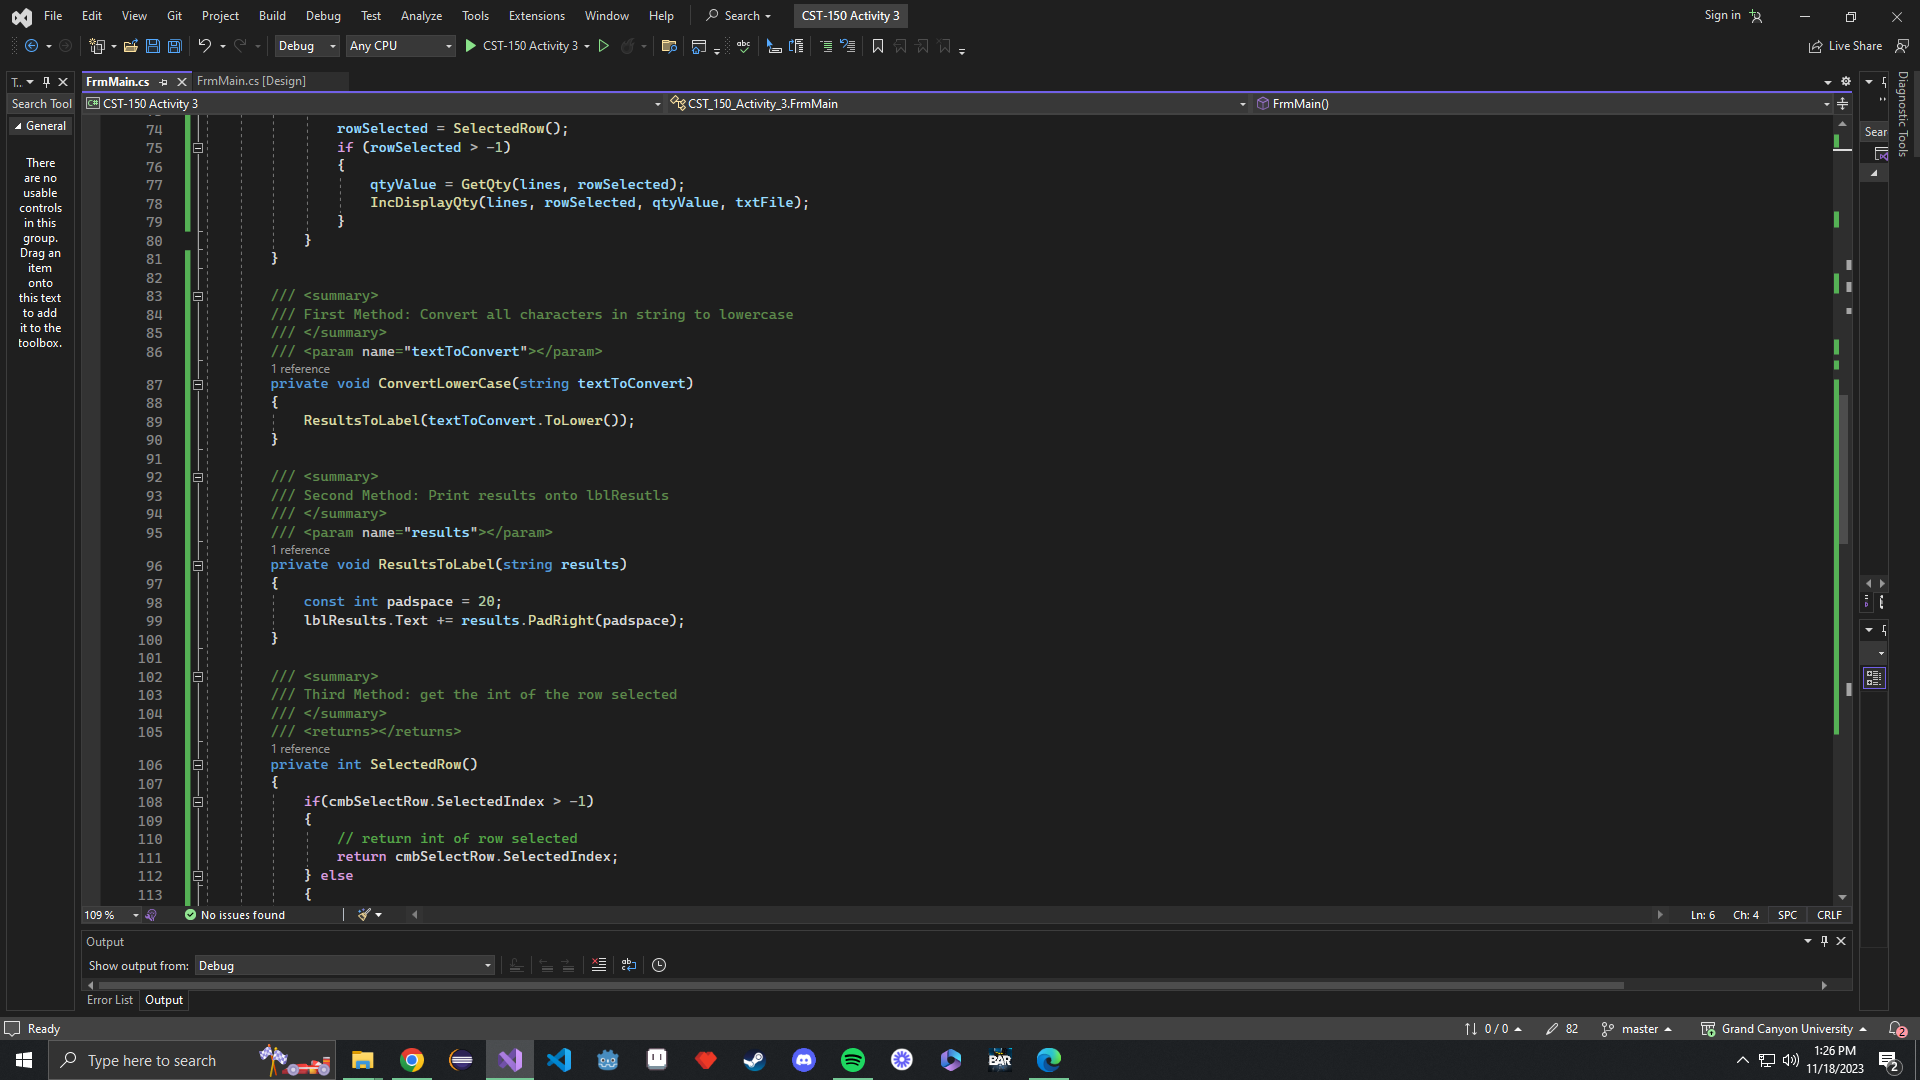 File Edit View Git Project Build Debug Test Analyze Tools Extensions Window Help Search CST-150 Activity 3 Sign in
Debug Any CPU CST-150 Activity 3 Live Share
T... FrmMain.cs FrmMain.cs [Design]
Search Tool CST-150 Activity 3 CST_150_Activity_3.FrmMain FrmMain()
General
There
are no
usable
controls
in this
group.
Drag an
item
onto
this text
to add
it to the
toolbox.
Sear
Diagnostic Tools
74 rowSelected = SelectedRow();
75 if (rowSelected > -1)
76 {
77 qtyValue = GetQty(lines, rowSelected);
78 IncDisplayQty(lines, rowSelected, qtyValue, txtFile);
79 }
80 }
81 }
82
83 /// <summary>
84 /// First Method: Convert all characters in string to lowercase
85 /// </summary>
86 /// <param name="textToConvert"></param>
1 reference
87 private void ConvertLowerCase(string textToConvert)
88 {
89 ResultsToLabel(textToConvert.ToLower());
90 }
91
92 /// <summary>
93 /// Second Method: Print results onto lblResutls
94 /// </summary>
95 /// <param name="results"></param>
1 reference
96 private void ResultsToLabel(string results)
97 {
98 const int padspace = 20;
99 lblResults.Text += results.PadRight(padspace);
100 }
101
102 /// <summary>
103 /// Third Method: get the int of the row selected
104 /// </summary>
105 /// <returns></returns>
1 reference
106 private int SelectedRow()
107 {
108 if(cmbSelectRow.SelectedIndex > -1)
109 {
110 // return int of row selected
111 return cmbSelectRow.SelectedIndex;
112 } else
113 {
109 % No issues found Ln: 6 Ch: 4 SPC CRLF
Output
Show output from: Debug
Error List Output
Ready 0 / 0 82 master Grand Canyon University 2
Type here to search BAR 1:26 PM
11/18/2023 2